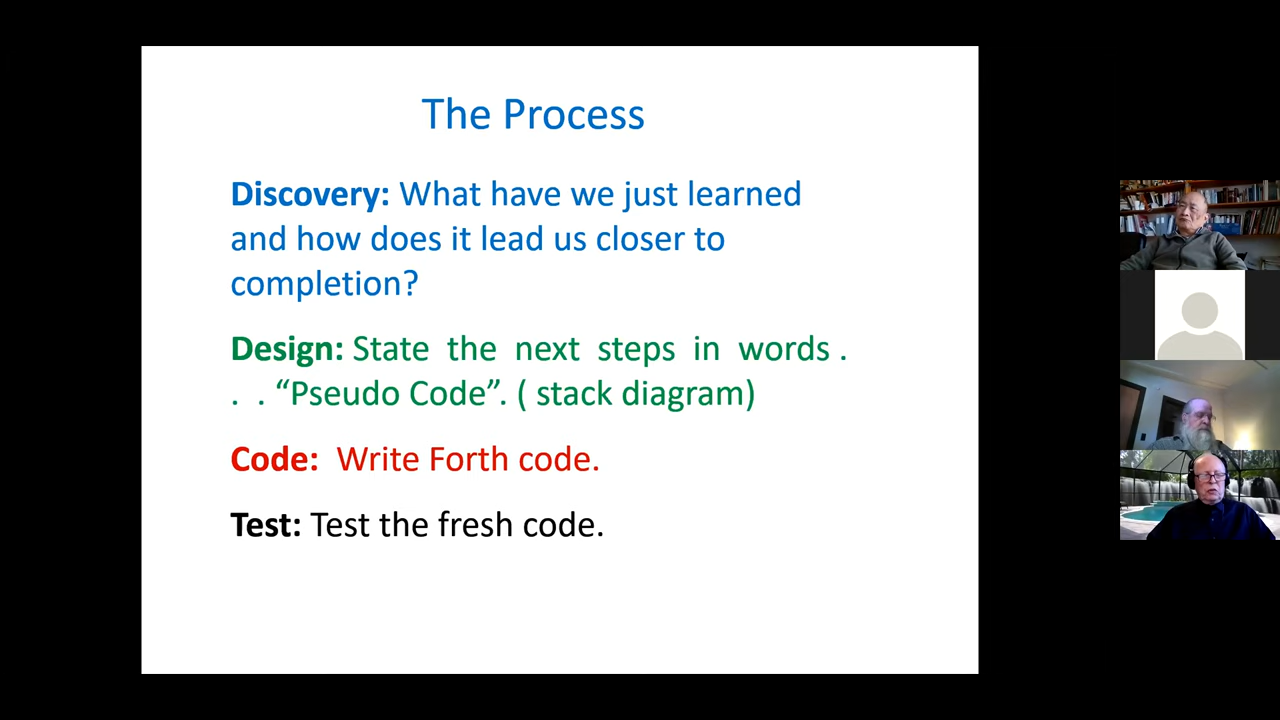 The Process
Discovery: What have we just learned
and how does it lead us closer to
completion?
Design: State the next steps in words .
. . “Pseudo Code”. ( stack diagram)
Code: Write Forth code.
Test: Test the fresh code.